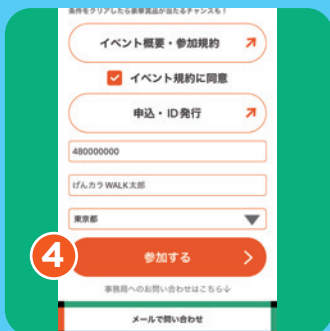 条件をクリアしたら豪華賞品が当たるチャンスも！
イベント概要・参加規約
イベント規約に同意
申込・ID発行
480000000
げんカラWALK太郎
東京都
4
参加する
事務局へのお問い合わせはこちら↓
メールで問い合わせ